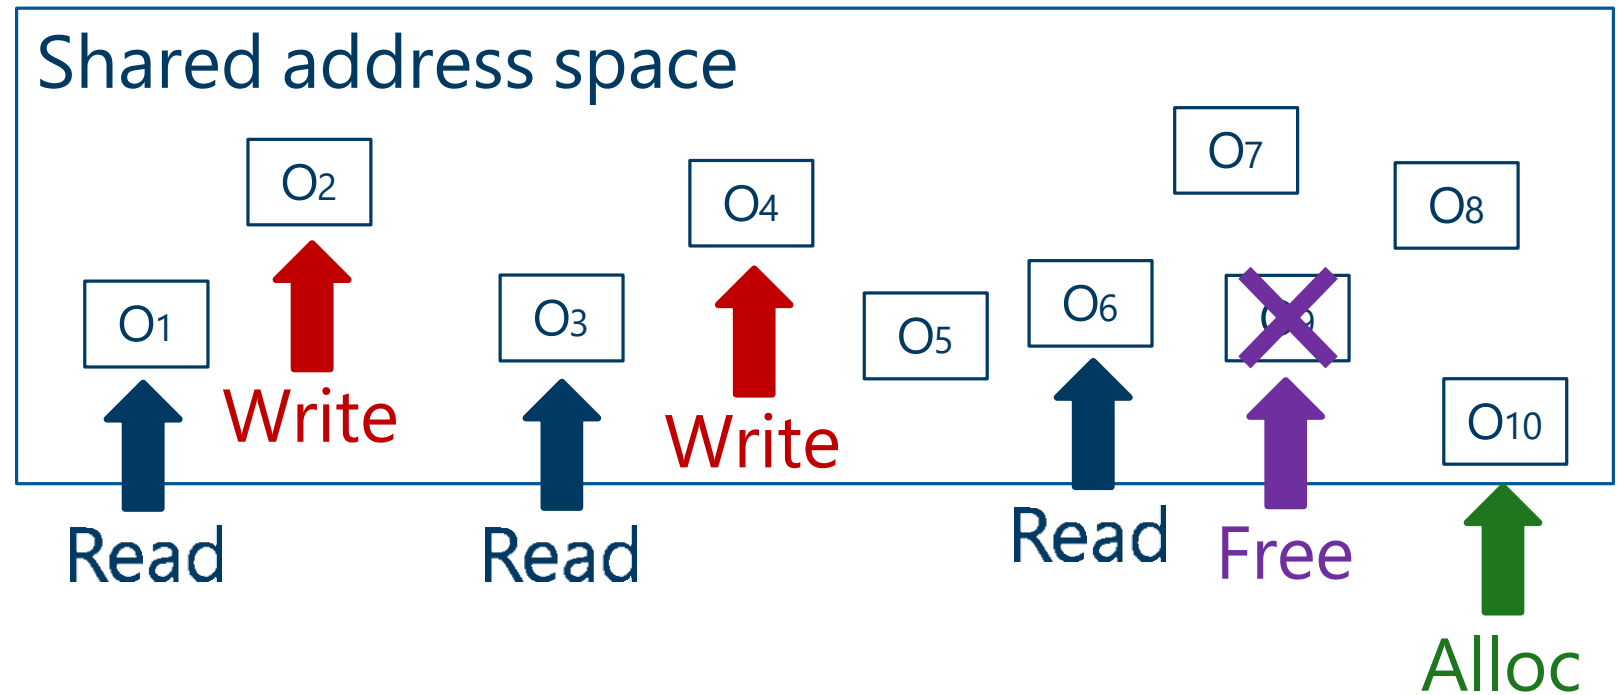 Shared address space
O7
O2
O4
O8
O1
O3
O5
O6
O9
O10
Write
Write
Read
Read
Read
Free
Alloc